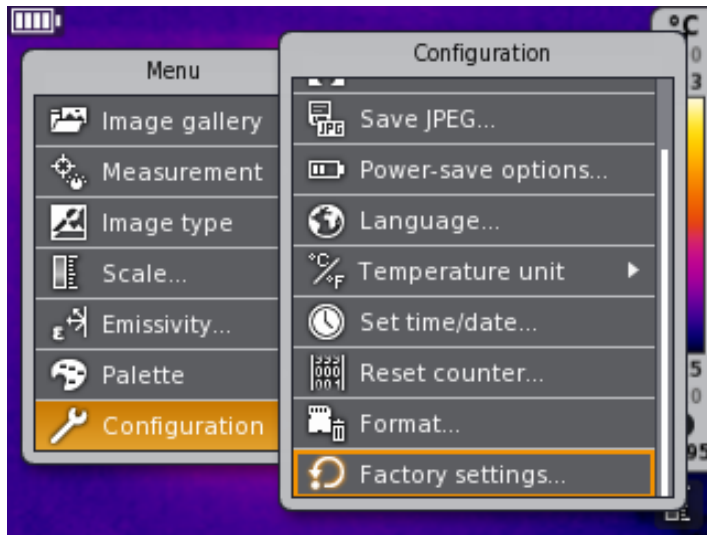 °C
Menu
Image gallery
Measurement
Image type
Scale...
ε Emissivity...
Palette
Configuration
Configuration
JPG Save JPEG...
Power-save options...
Language...
°C/°F Temperature unit
Set time/date...
Reset counter...
Format...
Factory settings...